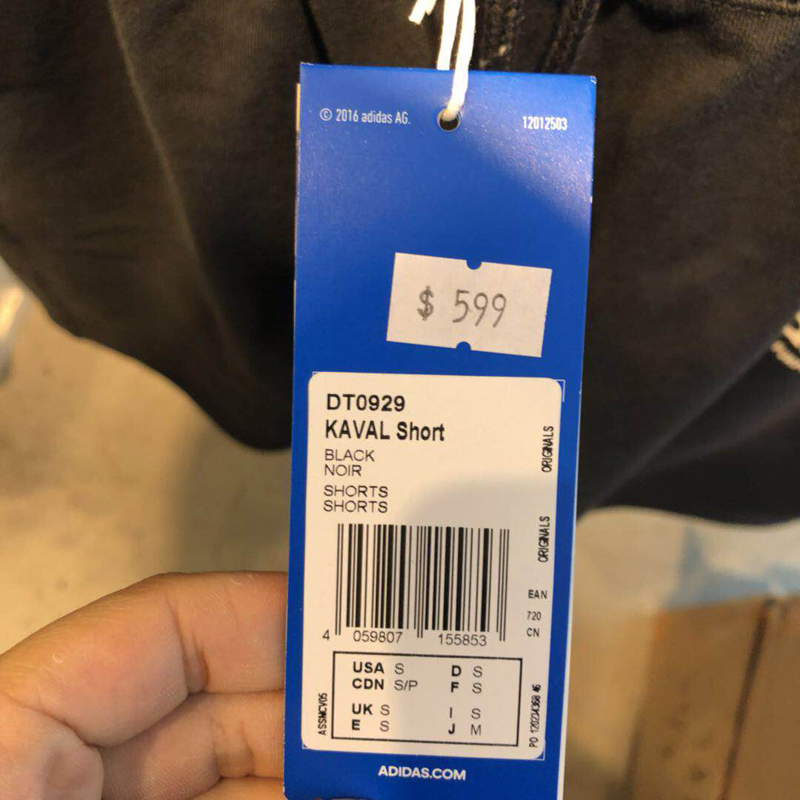 © 2016 adidas AG.
12012503
$ 599
DT0929
KAVAL Short
BLACK
NOIR
SHORTS
SHORTS
ORIGINALS
ORIGINALS
EAN
720
CN
4 059807 155853
USA S D S
CDN S/P F S
UK S I S
E S J M
ASSMCV05
ADIDAS.COM